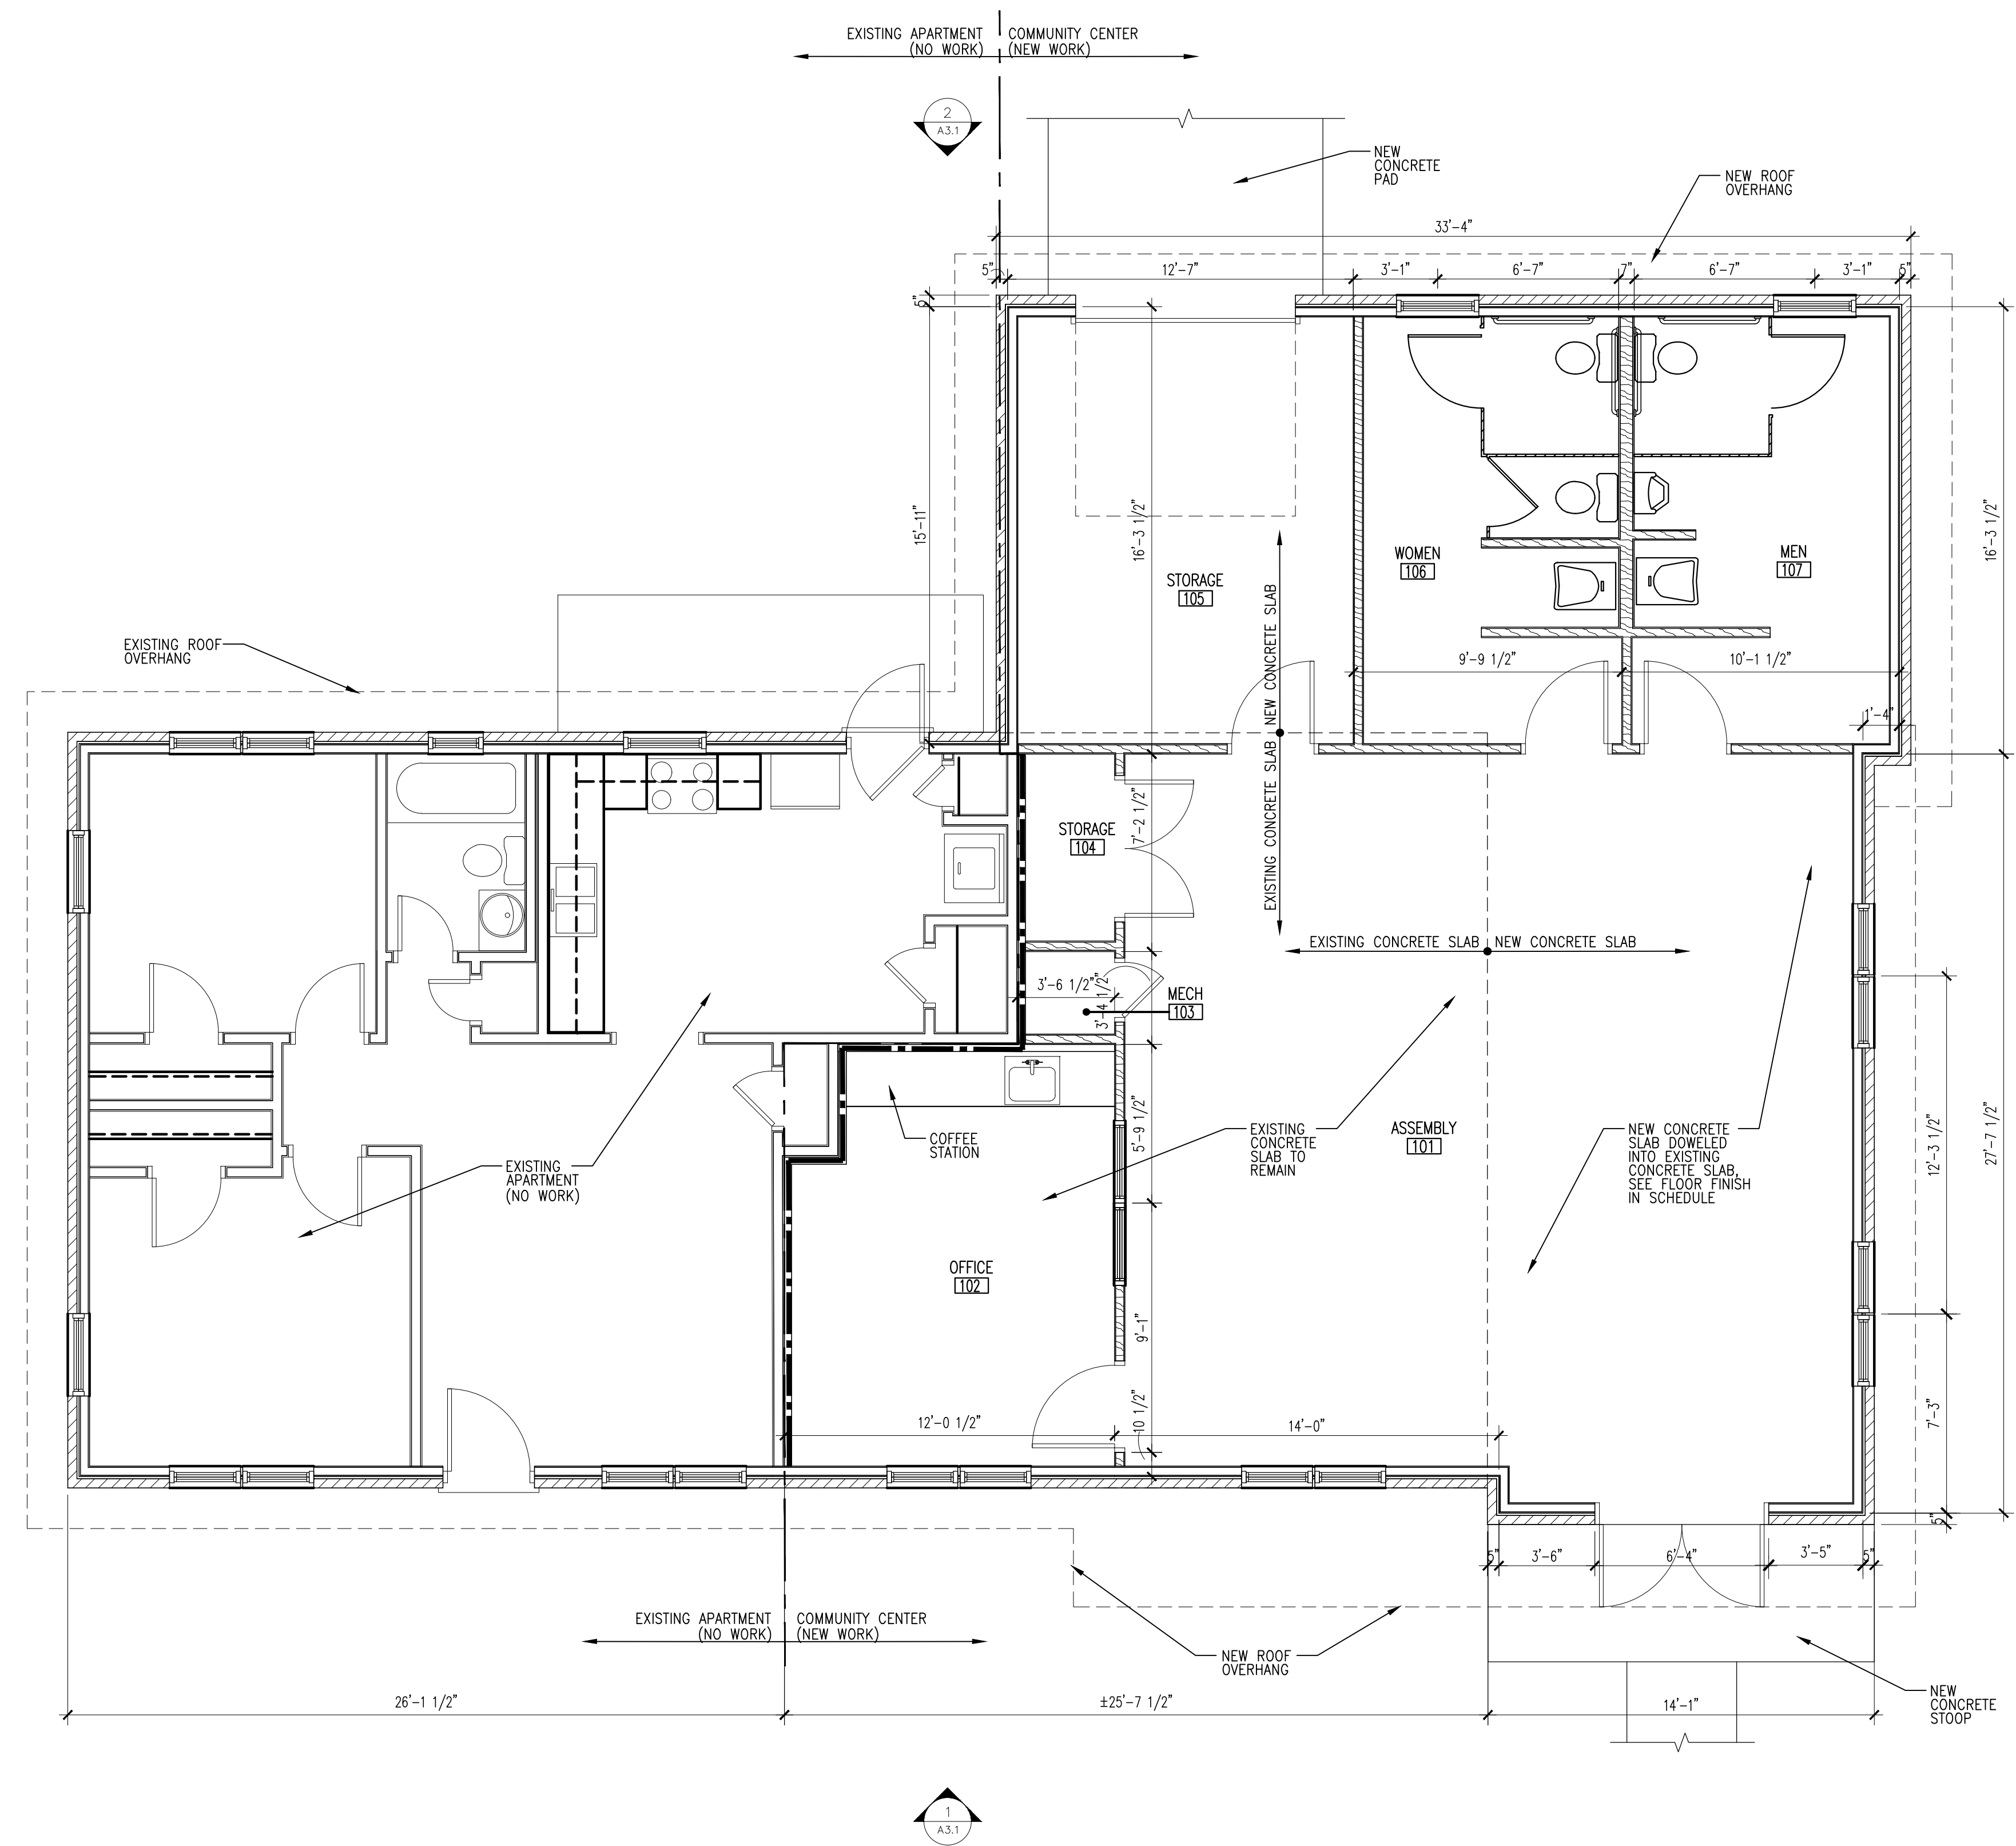 EXISTING APARTMENT
(NO WORK)
COMMUNITY CENTER
(NEW WORK)
2
A3.1
NEW
CONCRETE
PAD
NEW ROOF
OVERHANG
33'-4"
5"
12'-7"
3'-1"
6'-7"
7"
6'-7"
3'-1"
5"
5"
15'-11"
16'-3 1/2"
16'-3 1/2"
WOMEN
106
MEN
107
STORAGE
105
EXISTING CONCRETE SLAB
NEW CONCRETE SLAB
EXISTING ROOF
OVERHANG
9'-9 1/2"
10'-1 1/2"
1'-4"
STORAGE
104
7'-2 1/2"
EXISTING CONCRETE SLAB
NEW CONCRETE SLAB
3'-6 1/2"
3'-4 1/2"
MECH
103
COFFEE
STATION
5'-9 1/2"
EXISTING
CONCRETE
SLAB TO
REMAIN
ASSEMBLY
101
NEW CONCRETE
SLAB DOWELED
INTO EXISTING
CONCRETE SLAB,
SEE FLOOR FINISH
IN SCHEDULE
12'-3 1/2"
27'-7 1/2"
EXISTING
APARTMENT
(NO WORK)
OFFICE
102
9'-1"
12'-0 1/2"
10 1/2"
14'-0"
7'-3"
5"
5"
3'-6"
6'-4"
3'-5"
5"
EXISTING APARTMENT
(NO WORK)
COMMUNITY CENTER
(NEW WORK)
NEW ROOF
OVERHANG
NEW
CONCRETE
STOOP
26'-1 1/2"
±25'-7 1/2"
14'-1"
1
A3.1